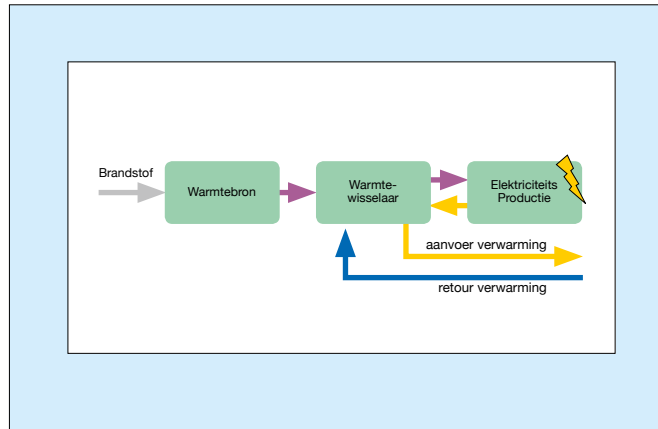 Brandstof
Warmtebron
Warmte-
wisselaar
Elektriciteits
Productie
aanvoer verwarming
retour verwarming